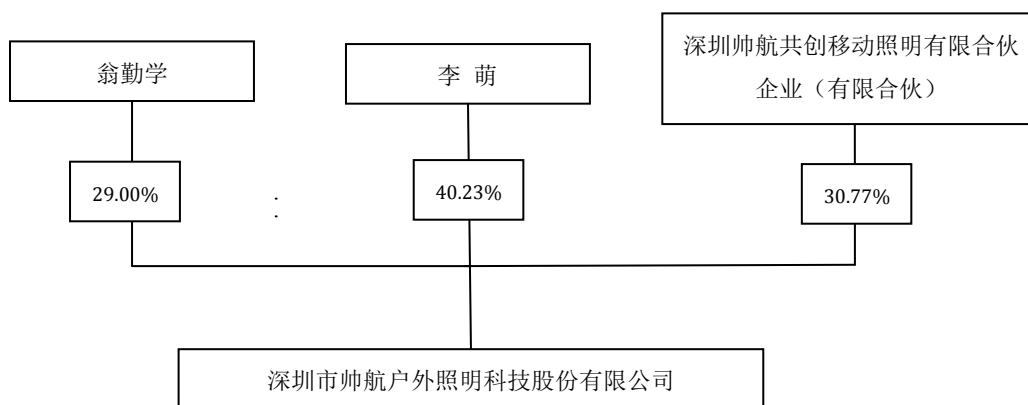 翁勤学
李 萌
深圳帅航共创移动照明有限合伙
企业（有限合伙）
29.00%
:
40.23%
30.77%
深圳市帅航户外照明科技股份有限公司